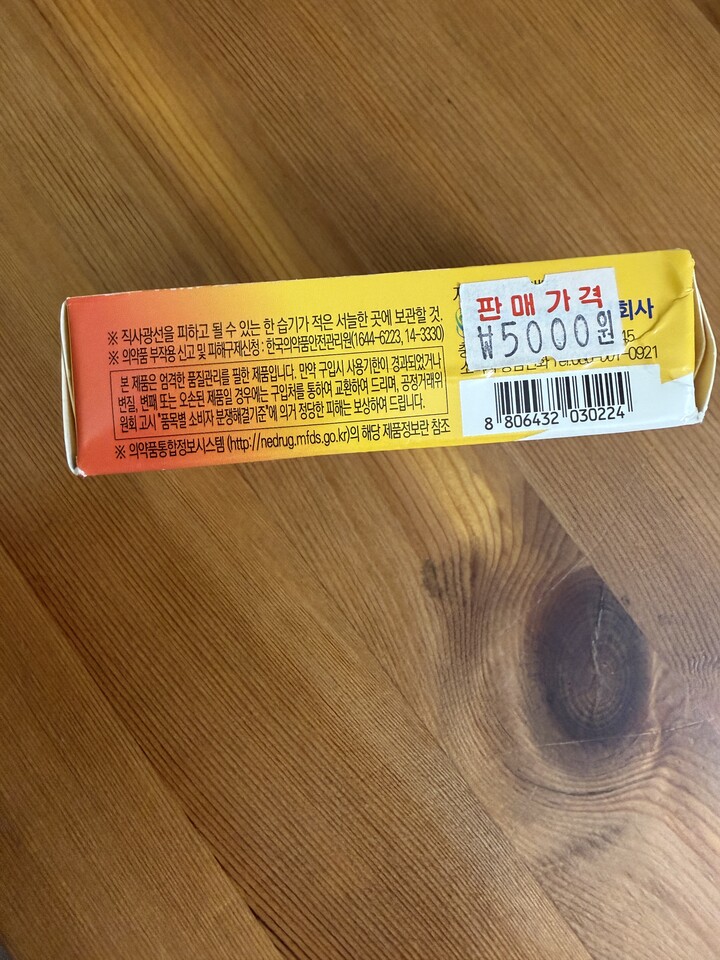 ※ 직사광선을 피하고 될 수 있는 한 습기가 적은 서늘한 곳에 보관할 것.
※ 의약품 부작용 신고 및 피해구제신청 : 한국의약품안전관리원(1644-6223, 14-3330)
본 제품은 엄격한 품질관리를 필한 제품입니다. 만약 구입시 사용기한이 경과되었거나
변질, 변패 또는 오손된 제품일 경우에는 구입처를 통하여 교환하여 드리며, 공정거래위
원회 고시 "품목별 소비자 분쟁해결기준"에 의거 정당한 피해는 보상하여 드립니다.
※ 의약품통합정보시스템 (http://nedrug.mfds.go.kr)의 해당 제품정보란 참조
판매가격
₩5000원
회사
8 806432 030224